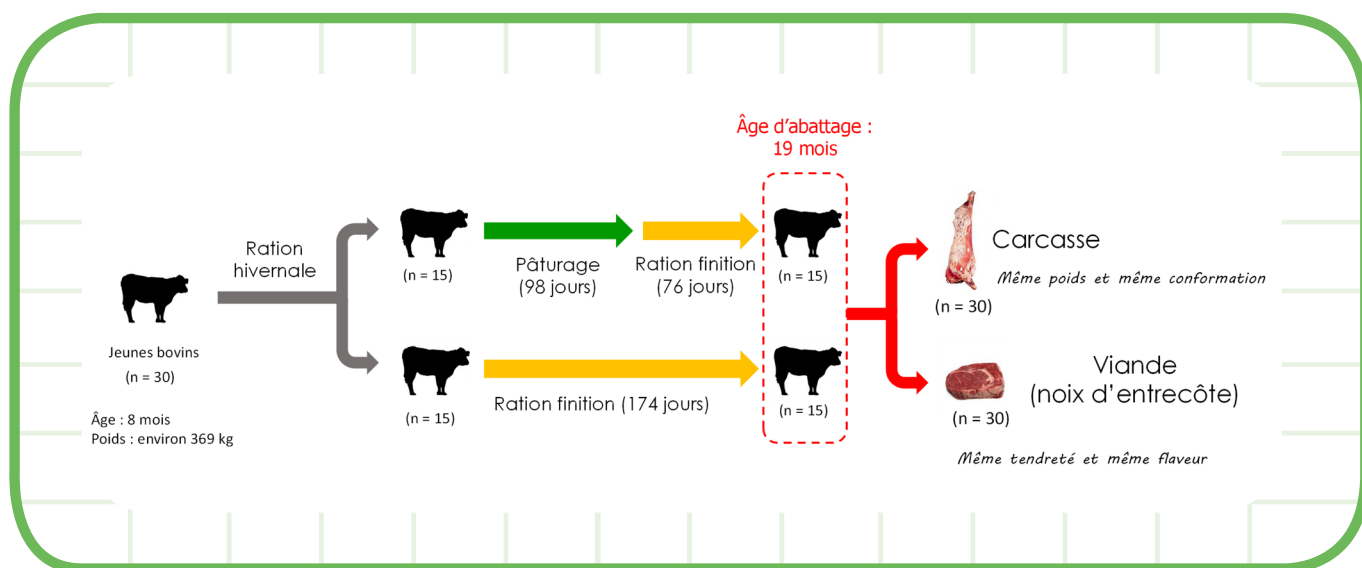 Âge d'abattage :
19 mois
Ration
hivernale
Jeunes bovins
(n = 30)
Âge : 8 mois
Poids : environ 369 kg
(n = 15)
Pâturage
(98 jours)
Ration finition
(76 jours)
(n = 15)
(n = 15)
Ration finition (174 jours)
(n = 15)
Carcasse
Même poids et même conformation
(n = 30)
Viande
(noix d'entrecôte)
(n = 30)
Même tendreté et même flaveur